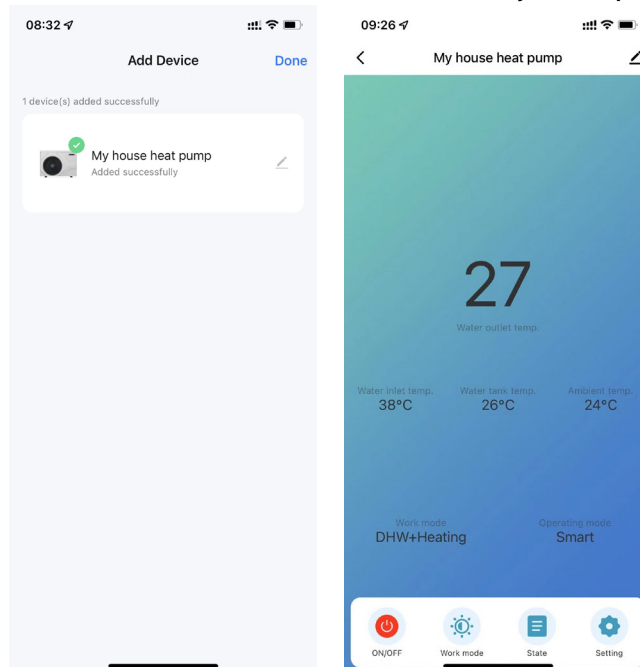 08:32
Add Device
Done
1 device(s) added successfully
My house heat pump
Added successfully
09:26
My house heat pump
27
Water outlet temp.
Water inlet temp.
Water tank temp.
Ambient temp.
38°C
26°C
24°C
Work mode
Operating mode
DHW+Heating
Smart
ON/OFF
Work mode
State
Setting